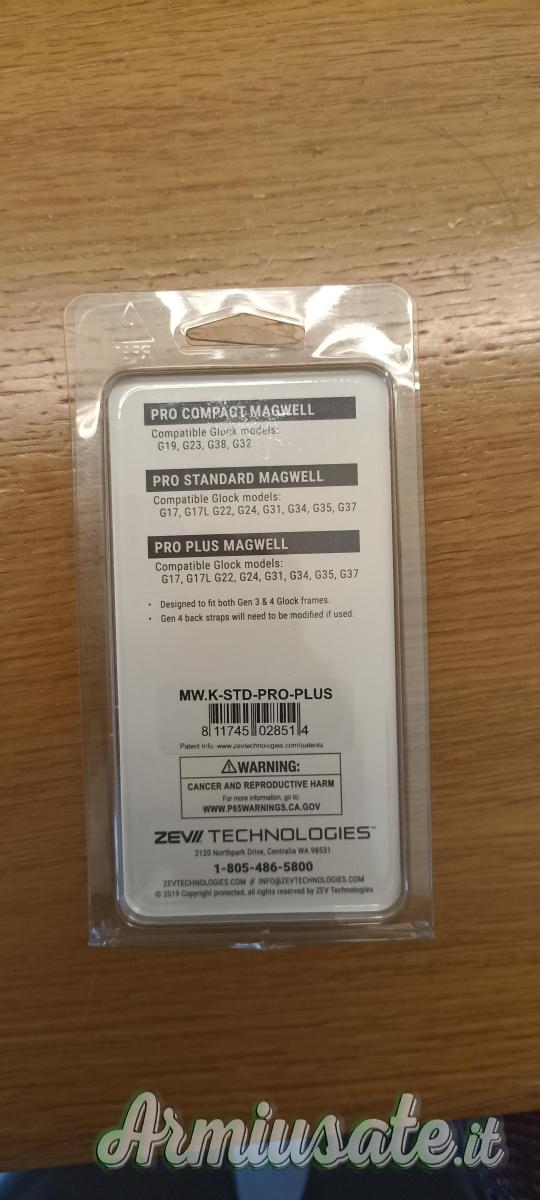 PRO COMPACT MAGWELL
Compatible Glock models:
G19, G23, G38, G32
PRO STANDARD MAGWELL
Compatible Glock models:
G17, G17L G22, G24, G31, G34, G35, G37
PRO PLUS MAGWELL
Compatible Glock models:
G17, G17L G22, G24, G31, G34, G35, G37
• Designed to fit both Gen 3 & 4 Glock frames.
• Gen 4 back straps will need to be modified if used.
MW.K-STD-PRO-PLUS
8 11745 02851 4
Patent Info: www.zevtechnologies.com/patents
⚠WARNING:
CANCER AND REPRODUCTIVE HARM
For more information, go to:
WWW.P65WARNINGS.CA.GOV
ZEV// TECHNOLOGIES™
2120 Northpark Drive, Centralia WA 98531
1-805-486-5800
ZEVTECHNOLOGIES.COM // INFO@ZEVTECHNOLOGIES.COM
© 2019 Copyright protected, all rights reserved by ZEV Technologies
Armiusate.it